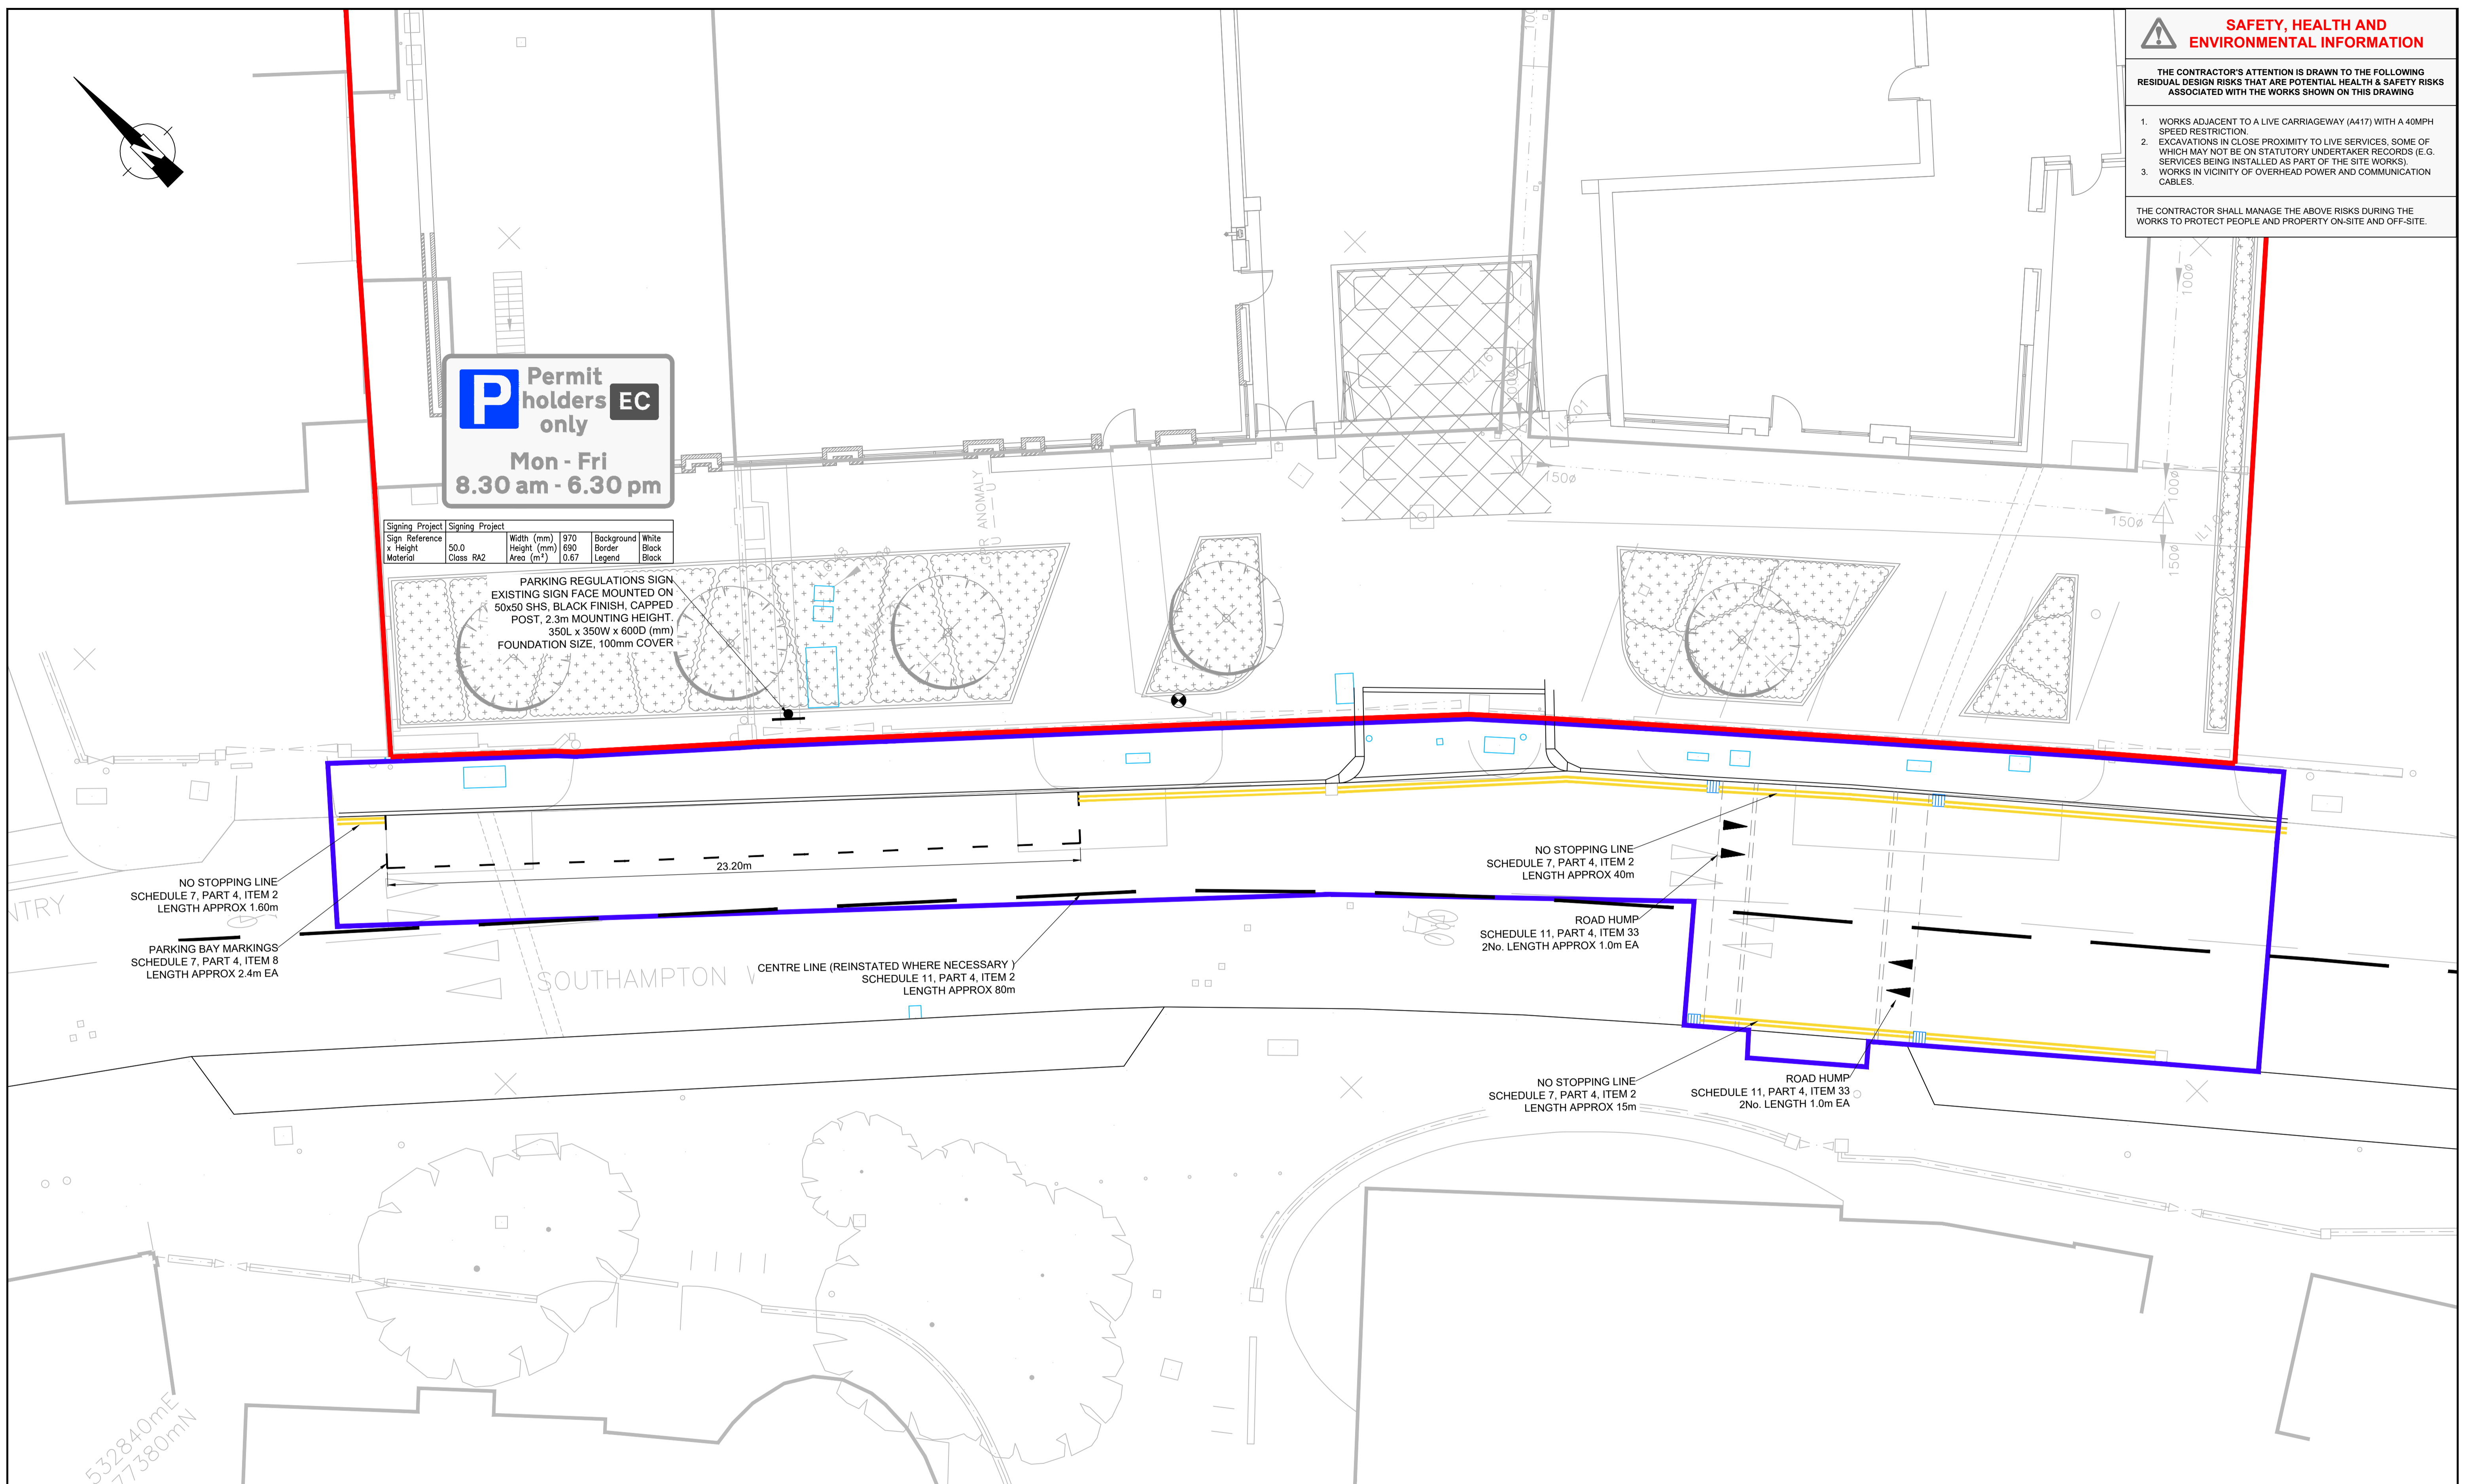 SAFETY, HEALTH AND
ENVIRONMENTAL INFORMATION
THE CONTRACTOR'S ATTENTION IS DRAWN TO THE FOLLOWING
RESIDUAL DESIGN RISKS THAT ARE POTENTIAL HEALTH & SAFETY RISKS
ASSOCIATED WITH THE WORKS SHOWN ON THIS DRAWING
1. WORKS ADJACENT TO A LIVE CARRIAGEWAY (A417) WITH A 40MPH
SPEED RESTRICTION.
2. EXCAVATIONS IN CLOSE PROXIMITY TO LIVE SERVICES, SOME OF
WHICH MAY NOT BE ON STATUTORY UNDERTAKER RECORDS (E.G.
SERVICES BEING INSTALLED AS PART OF THE SITE WORKS).
3. WORKS IN VICINITY OF OVERHEAD POWER AND COMMUNICATION
CABLES.
THE CONTRACTOR SHALL MANAGE THE ABOVE RISKS DURING THE
WORKS TO PROTECT PEOPLE AND PROPERTY ON-SITE AND OFF-SITE.
N
100ø
P Permit
holders EC
only
Mon - Fri
8.30 am - 6.30 pm
Signing Project Signing Project
Sign Reference Width (mm) 970 Background White
x Height 50.0 Height (mm) 690 Border Black
Material Class RA2 Area (m²) 0.67 Legend Black
GPR ANOMALY
U
U
150ø
100ø
150ø
150ø
PARKING REGULATIONS SIGN
EXISTING SIGN FACE MOUNTED ON
50x50 SHS, BLACK FINISH, CAPPED
POST, 2.3m MOUNTING HEIGHT.
350L x 350W x 600D (mm)
FOUNDATION SIZE, 100mm COVER
23.20m
NO STOPPING LINE
SCHEDULE 7, PART 4, ITEM 2
LENGTH APPROX 1.60m
NO STOPPING LINE
SCHEDULE 7, PART 4, ITEM 2
LENGTH APPROX 40m
NTRY
PARKING BAY MARKINGS
SCHEDULE 7, PART 4, ITEM 8
LENGTH APPROX 2.4m EA
ROAD HUMP
SCHEDULE 11, PART 4, ITEM 33
2No. LENGTH APPROX 1.0m EA
SOUTHAMPTON
CENTRE LINE (REINSTATED WHERE NECESSARY )
SCHEDULE 11, PART 4, ITEM 2
LENGTH APPROX 80m
NO STOPPING LINE
SCHEDULE 7, PART 4, ITEM 2
LENGTH APPROX 15m
ROAD HUMP
SCHEDULE 11, PART 4, ITEM 33
2No. LENGTH 1.0m EA
532840mE
77380mN